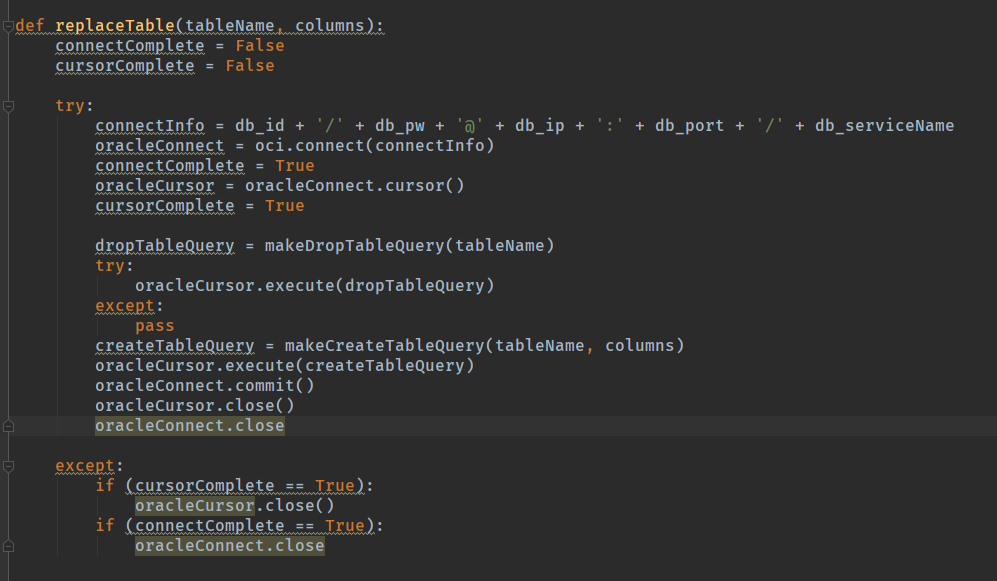 def replaceTable(tableName, columns):
    connectComplete = False
    cursorComplete = False

    try:
        connectInfo = db_id + '/' + db_pw + '@' + db_ip + ':' + db_port + '/' + db_serviceName
        oracleConnect = oci.connect(connectInfo)
        connectComplete = True
        oracleCursor = oracleConnect.cursor()
        cursorComplete = True

        dropTableQuery = makeDropTableQuery(tableName)
        try:
            oracleCursor.execute(dropTableQuery)
        except:
            pass
        createTableQuery = makeCreateTableQuery(tableName, columns)
        oracleCursor.execute(createTableQuery)
        oracleConnect.commit()
        oracleCursor.close()
        oracleConnect.close

    except:
        if (cursorComplete == True):
            oracleCursor.close()
        if (connectComplete == True):
            oracleConnect.close